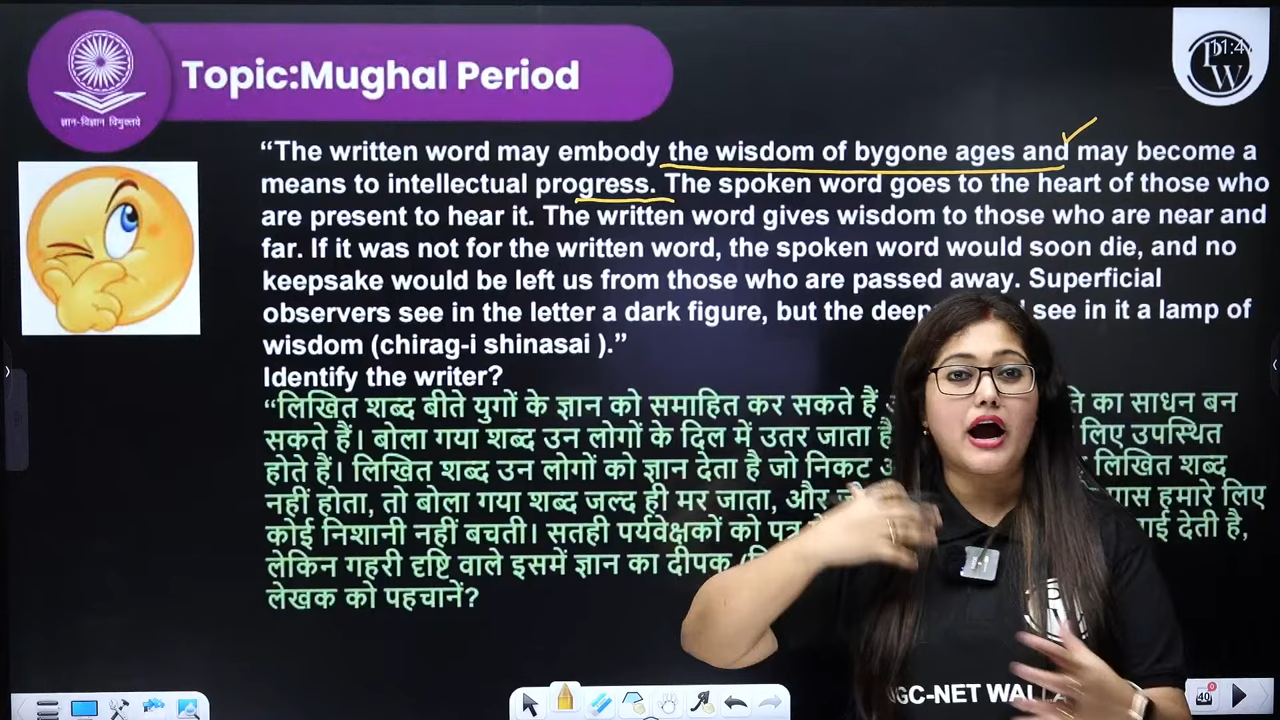 Topic:Mughal Period
ज्ञान-विज्ञान विमुक्तये
11:4
PW
“The written word may embody the wisdom of bygone ages and may become a
means to intellectual progress. The spoken word goes to the heart of those who
are present to hear it. The written word gives wisdom to those who are near and
far. If it was not for the written word, the spoken word would soon die, and no
keepsake would be left us from those who are passed away. Superficial
observers see in the letter a dark figure, but the deep see in it a lamp of
wisdom (chirag-i shinasai ).”
Identify the writer?
“लिखित शब्द बीते युगों के ज्ञान को समाहित कर सकते हैं का साधन बन
सकते हैं। बोला गया शब्द उन लोगों के दिल में उतर जाता है लिए उपस्थित
होते हैं। लिखित शब्द उन लोगों को ज्ञान देता है जो निकट लिखित शब्द
नहीं होता, तो बोला गया शब्द जल्द ही मर जाता, और हमारे लिए
कोई निशानी नहीं बचती। सतही पर्यवेक्षकों को पत्र देती है,
लेकिन गहरी दृष्टि वाले इसमें ज्ञान का दीपक
लेखक को पहचानें?
UGC-NET WALLA
40